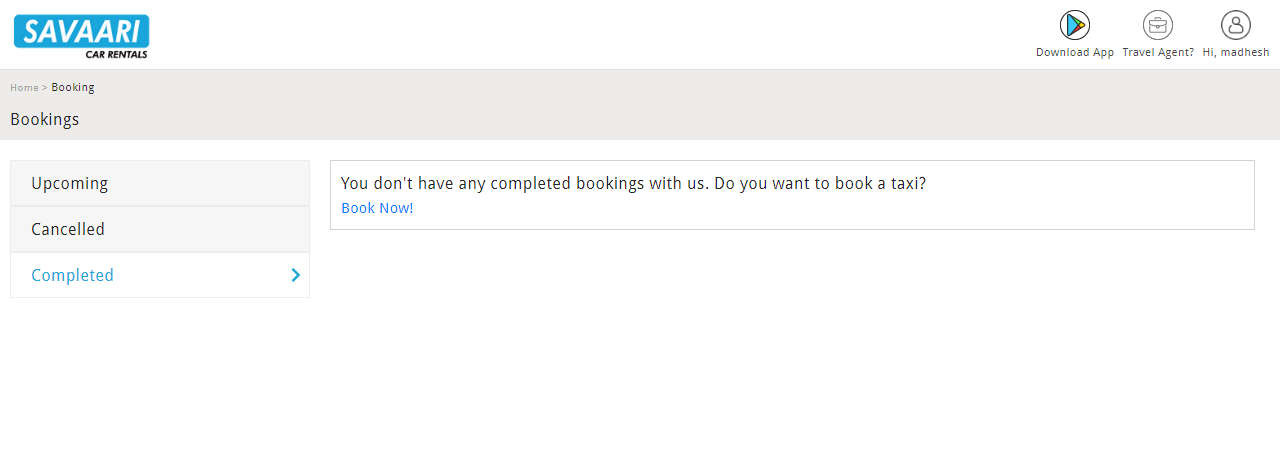 SAVAARI
CAR RENTALS
Download App
Travel Agent?
Hi, madhesh
Home > Booking
Bookings
Upcoming
Cancelled
Completed
You don't have any completed bookings with us. Do you want to book a taxi?
Book Now!